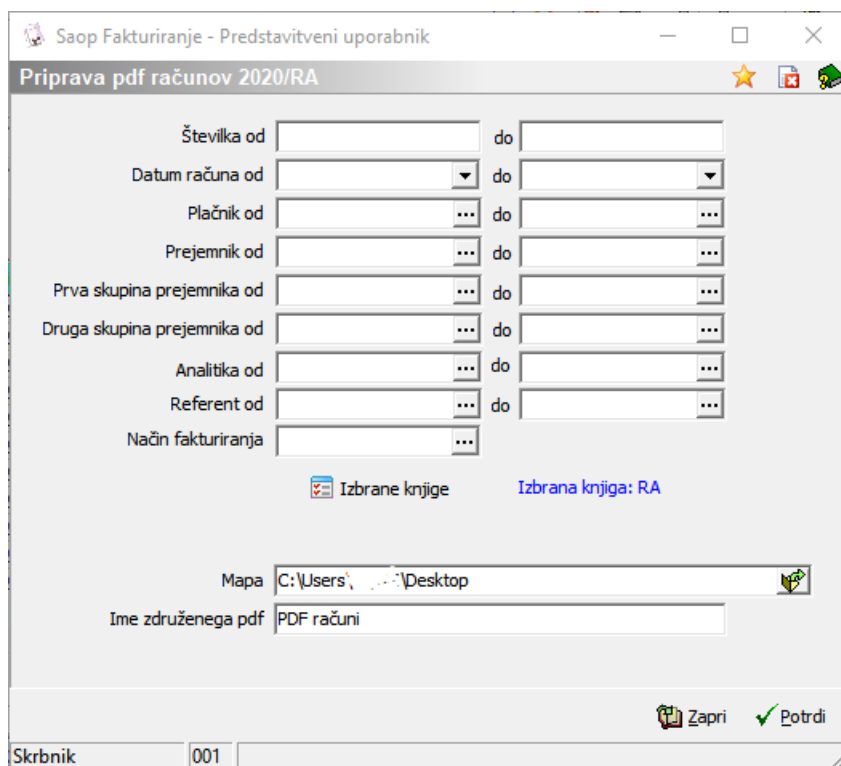 Saop Fakturiranje - Predstavitveni uporabnik
Priprava pdf računov 2020/RA
Številka od do
Datum računa od do
Plačnik od ... do ...
Prejemnik od ... do ...
Prva skupina prejemnika od ... do ...
Druga skupina prejemnika od ... do ...
Analitika od ... do ...
Referent od ... do ...
Način fakturiranja ...
Izbrane knjige Izbrana knjiga: RA
Mapa C:\Users\ \Desktop
Ime združenega pdf PDF računi
Zapri Potrdi
Skrbnik 001